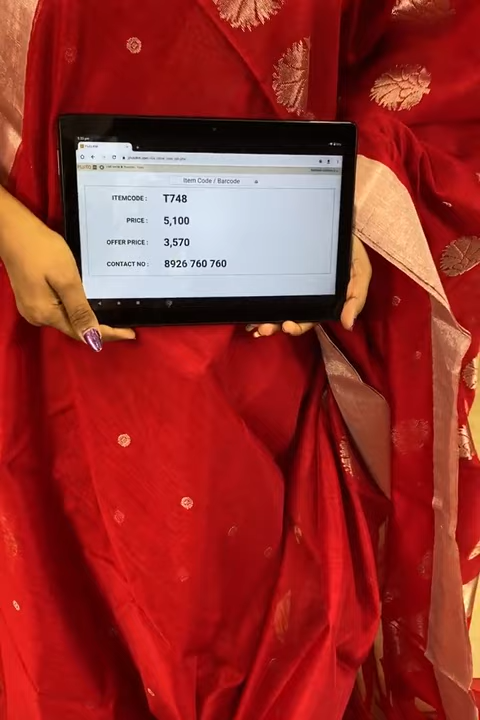 Item Code / Barcode
ITEMCODE : T748
PRICE : 5,100
OFFER PRICE : 3,570
CONTACT NO : 8926 760 760